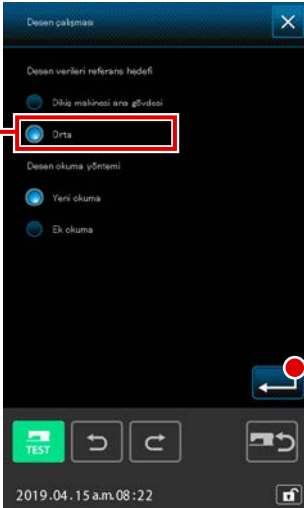 Desen çalışması
Desen verileri referans hedefi
Dikiş makinesi ana gövdesi
Orta
Desen okuma yöntemi
Yeni okuma
Ek okuma
TEST
2019.04.15 a.m.08:22